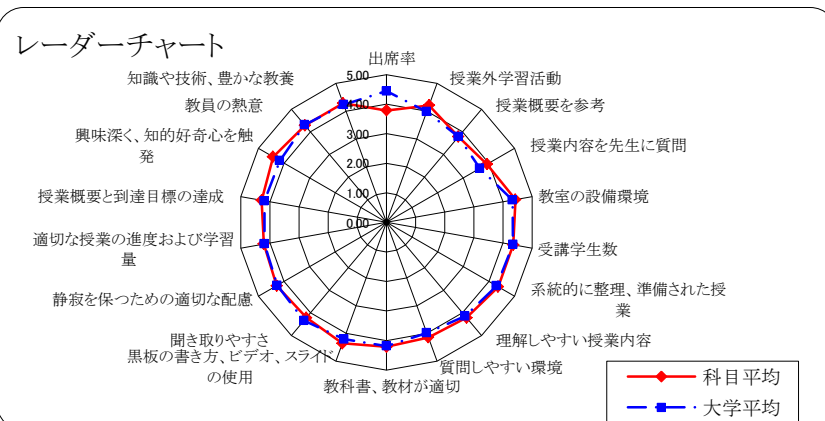 レーダーチャート
出席率
授業外学習活動
授業概要を参考
授業内容を先生に質問
教室の設備環境
受講学生数
系統的に整理、準備された授
業
理解しやすい授業内容
質問しやすい環境
教科書、教材が適切
黒板の書き方、ビデオ、スライド
の使用
聞き取りやすさ
静寂を保つための適切な配慮
適切な授業の進度および学習
量
授業概要と到達目標の達成
興味深く、知的好奇心を触
発
教員の熱意
知識や技術、豊かな教養
5.00
4.00
3.00
2.00
1.00
0.00
科目平均
大学平均